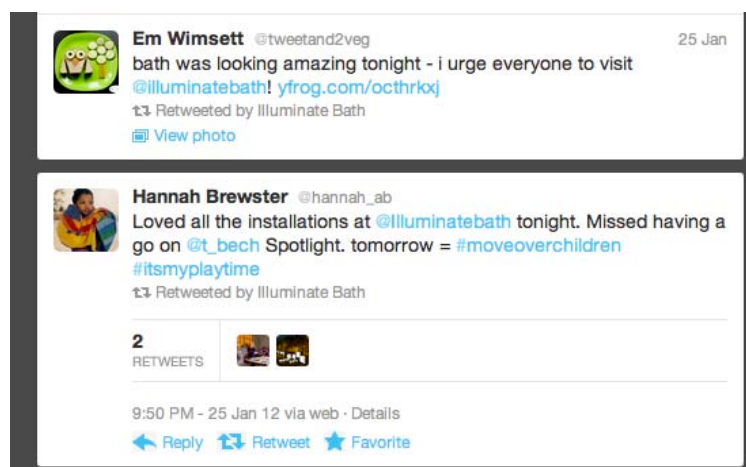 Em Wimsett @tweetand2veg 25 Jan
bath was looking amazing tonight - i urge everyone to visit
@illuminatebath! yfrog.com/octhrkxj
Retweeted by Illuminate Bath
View photo
Hannah Brewster @hannah_ab
Loved all the installations at @Illuminatebath tonight. Missed having a
go on @t_bech Spotlight. tomorrow = #moveoverchildren
#itsmyplaytime
Retweeted by Illuminate Bath
2
RETWEETS
9:50 PM - 25 Jan 12 via web · Details
Reply Retweet Favorite